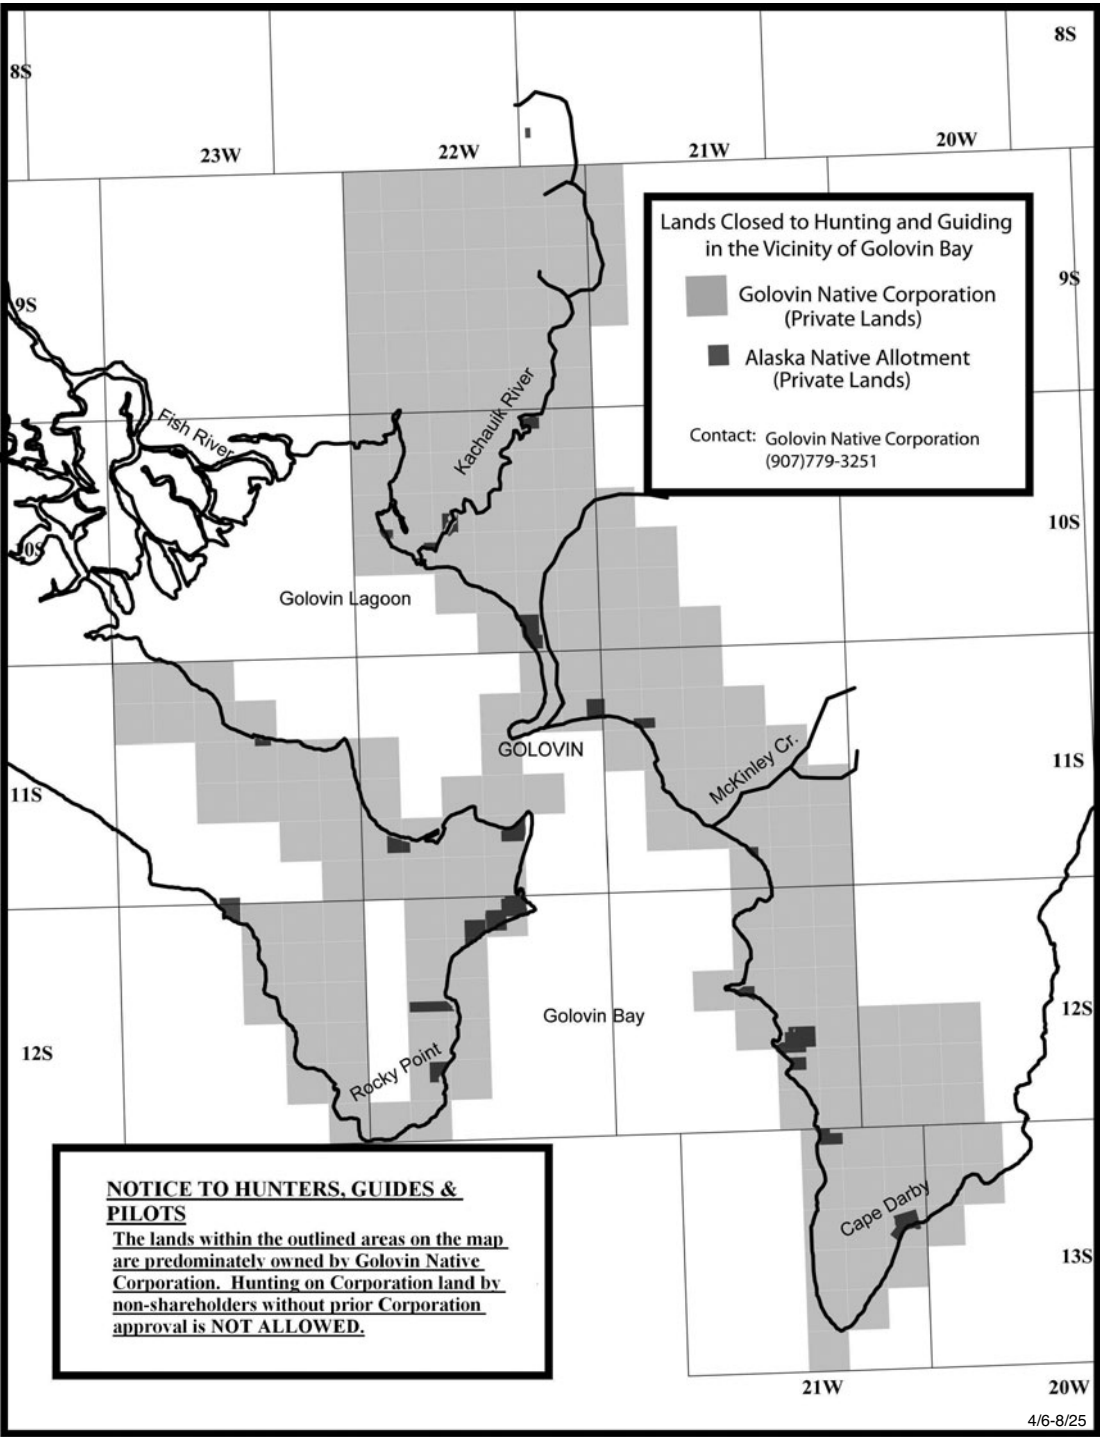 8S
8S
23W
22W
21W
20W
Lands Closed to Hunting and Guiding
in the Vicinity of Golovin Bay
Golovin Native Corporation
(Private Lands)
Alaska Native Allotment
(Private Lands)
Contact: Golovin Native Corporation
(907)779-3251
9S
9S
Kachauik River
Fish River
10S
10S
Golovin Lagoon
GOLOVIN
McKinley Cr.
11S
11S
Golovin Bay
12S
12S
Rocky Point
Cape Darby
NOTICE TO HUNTERS, GUIDES &
PILOTS
The lands within the outlined areas on the map
are predominately owned by Golovin Native
Corporation. Hunting on Corporation land by
non-shareholders without prior Corporation
approval is NOT ALLOWED.
13S
21W
20W
4/6-8/25